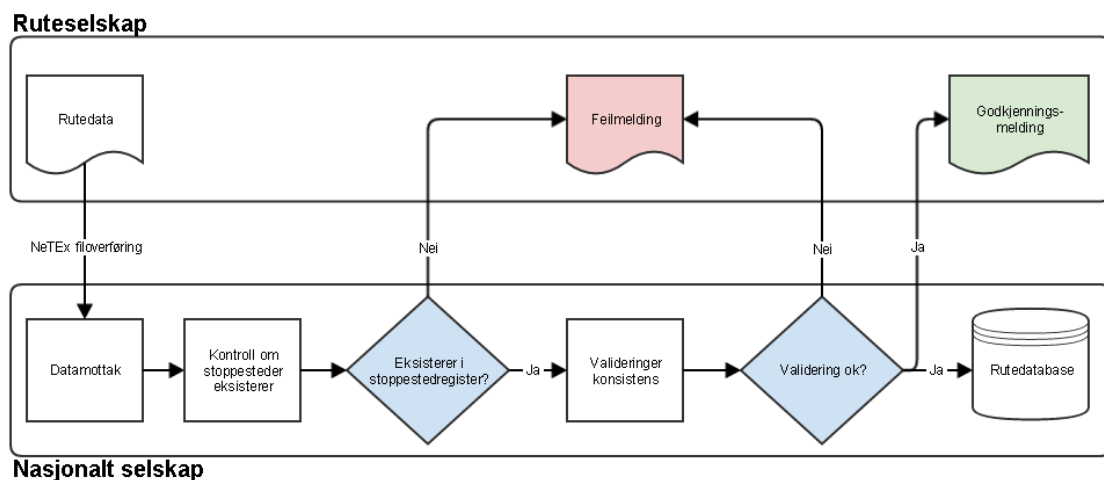 Ruteselskap
Rutedata
Feilmelding
Godkjennings-
melding
NeTEx filoverføring
Nei
Nei
Ja
Datamottak
Kontroll om
stoppesteder
eksisterer
Eksisterer i
stoppestedregister?
Ja
Valideringer
konsistens
Validering ok?
Ja
Rutedatabase
Nasjonalt selskap